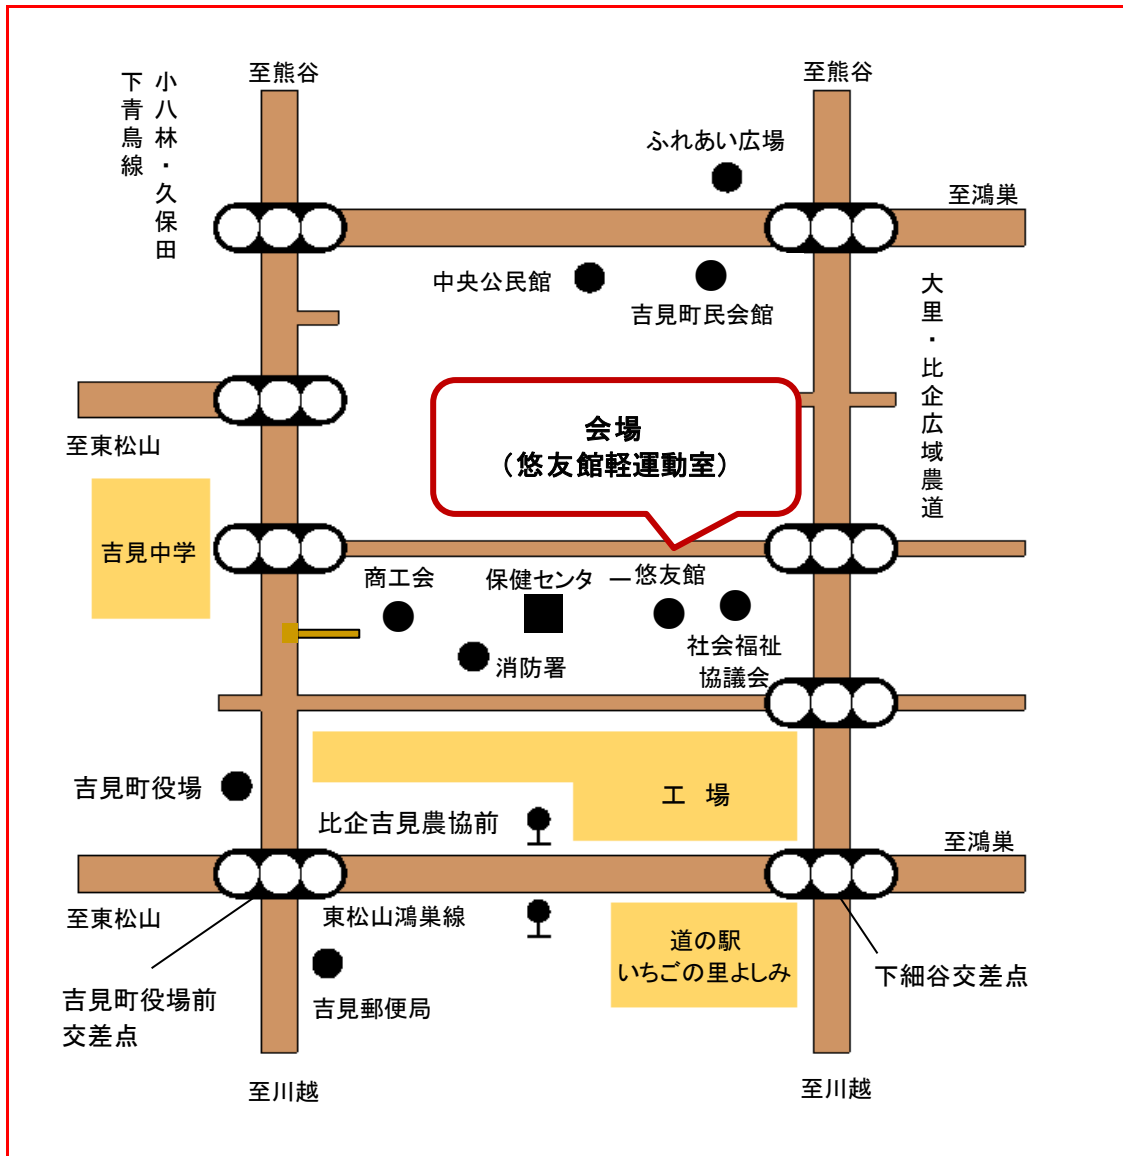 至熊谷
至熊谷
小八林・久保田
下青鳥線
ふれあい広場
至鴻巣
中央公民館
吉見町民会館
大里・比企広域農道
会場
（悠友館軽運動室）
至東松山
吉見中学
商工会
保健センター
悠友館
消防署
社会福祉
協議会
吉見町役場
工 場
比企吉見農協前
至鴻巣
至東松山
東松山鴻巣線
道の駅
いちごの里よしみ
下細谷交差点
吉見町役場前
交差点
吉見郵便局
至川越
至川越